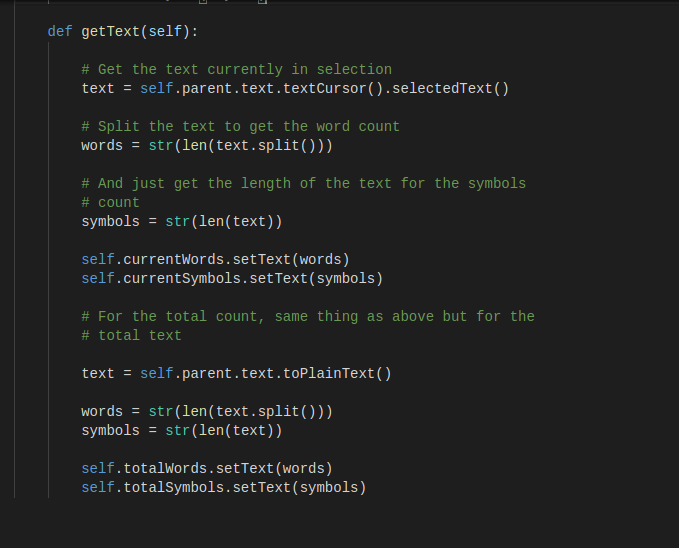 def getText(self):
# Get the text currently in selection
text = self.parent.text.textCursor().selectedText()
# Split the text to get the word count
words = str(len(text.split()))
# And just get the length of the text for the symbols
# count
symbols = str(len(text))
self.currentWords.setText(words)
self.currentSymbols.setText(symbols)
# For the total count, same thing as above but for the
# total text
text = self.parent.text.toPlainText()
words = str(len(text.split()))
symbols = str(len(text))
self.totalWords.setText(words)
self.totalSymbols.setText(symbols)